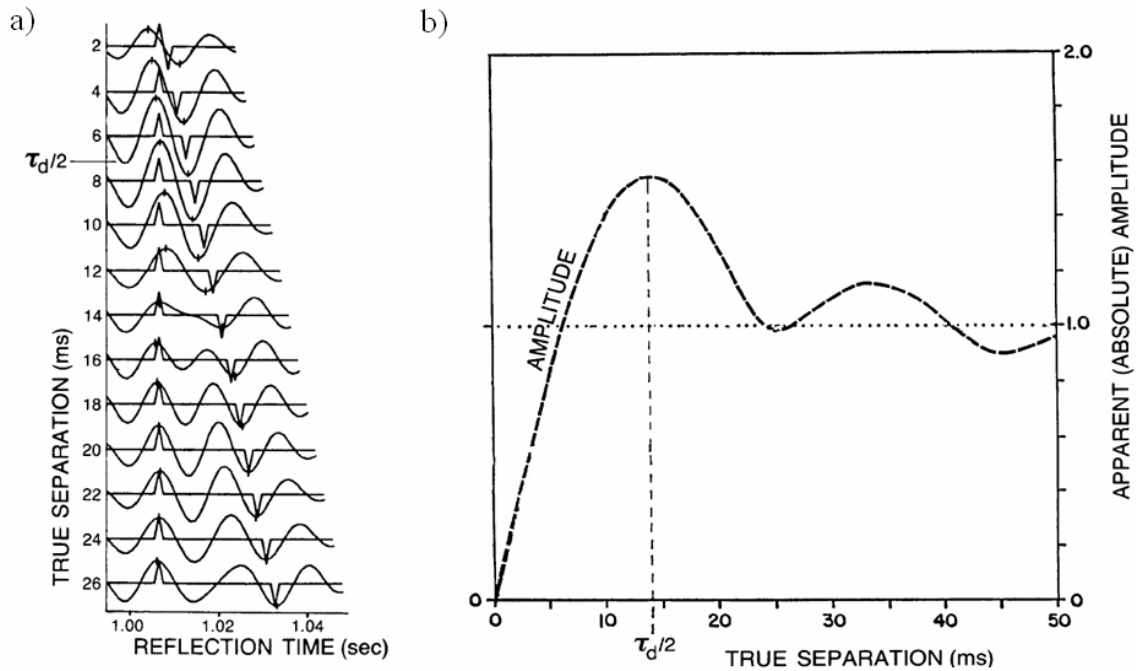 a)
TRUE SEPARATION (ms)
2
4
6
τd/2
8
10
12
14
16
18
20
22
24
26
1.00 1.02 1.04
REFLECTION TIME (sec)
b)
AMPLITUDE
0
0 10 20 30 40 50
τd/2
TRUE SEPARATION (ms)
2.0
1.0
0
APPARENT (ABSOLUTE) AMPLITUDE